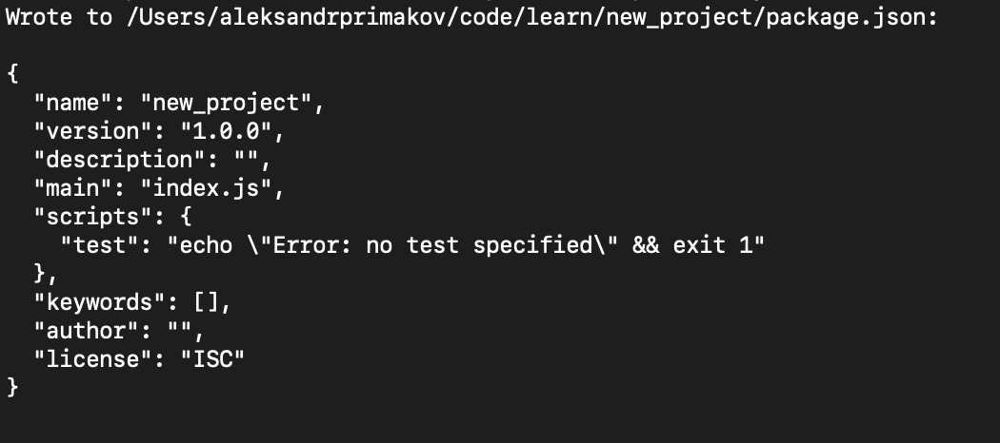 Wrote to /Users/aleksandrprimakov/code/learn/new_project/package.json:
{
"name": "new_project",
"version": "1.0.0",
"description": "",
"main": "index.js",
"scripts": {
"test": "echo \"Error: no test specified\" && exit 1"
},
"keywords": [],
"author": "",
"license": "ISC"
}